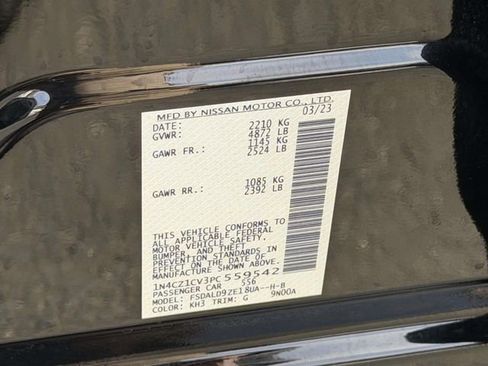 MFD BY NISSAN MOTOR CO., LTD.
DATE: 03/23
GVWR: 2210 KG
4872 LB
GAWR FR.: 1145 KG
2524 LB
GAWR RR.: 1085 KG
2392 LB
THIS VEHICLE CONFORMS TO
ALL APPLICABLE FEDERAL
MOTOR VEHICLE SAFETY,
BUMPER, AND THEFT
PREVENTION STANDARDS
IN EFFECT ON THE DATE OF
MANUFACTURE SHOWN ABOVE.
1N4CZ1CV3PC559542
PASSENGER CAR 556
MODEL: FSDALD9ZE18UA--H-B
COLOR: KH3 TRIM: G 9N00A